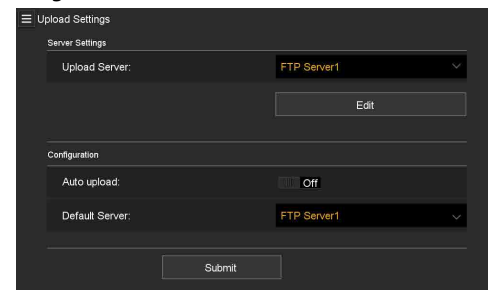 Upload Settings
Server Settings
Upload Server: FTP Server1
Edit
Configuration
Auto upload: Off
Default Server: FTP Server1
Submit